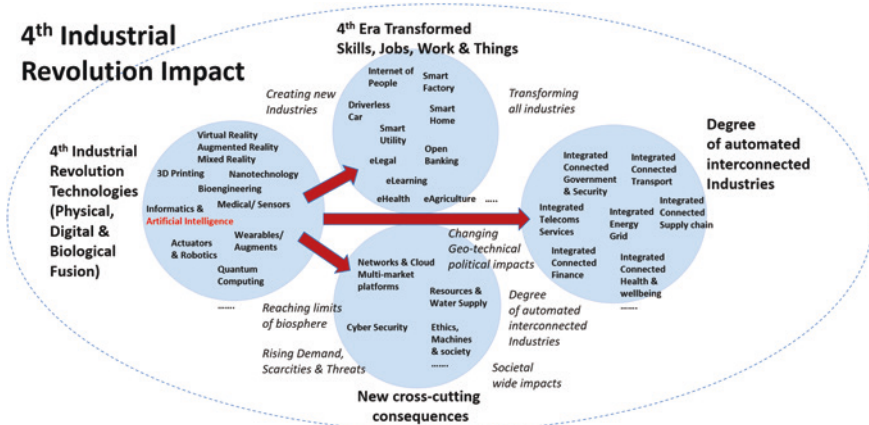 4th Industrial
Revolution Impact
4th Era Transformed
Skills, Jobs, Work & Things
Creating new
Industries
Internet of
People
Smart
Factory
Driverless
Car
Smart
Home
Smart
Utility
Open
Banking
eLegal
eLearning
eHealth
eAgriculture
.....
Transforming
all industries
4th Industrial
Revolution
Technologies
(Physical,
Digital &
Biological
Fusion)
Virtual Reality
Augmented Reality
Mixed Reality
3D Printing
Nanotechnology
Bioengineering
Medical/ Sensors
Informatics &
Artificial Intelligence
Wearables/
Augments
Actuators
& Robotics
Quantum
Computing
.......
Degree
of automated
interconnected
Industries
Integrated
Connected
Government
& Security
Integrated
Connected
Transport
Integrated
Telecoms
Services
Integrated
Energy
Grid
Integrated
Connected
Supply chain
Integrated
Connected
Finance
Integrated
Connected
Health &
wellbeing
.......
Changing
Geo-technical
political impacts
Networks & Cloud
Multi-market
platforms
Resources &
Water Supply
Cyber Security
Ethics,
Machines
& society
.......
Reaching limits
of biosphere
Rising Demand,
Scarcities & Threats
Degree
of automated
interconnected
Industries
Societal
wide impacts
New cross-cutting
consequences